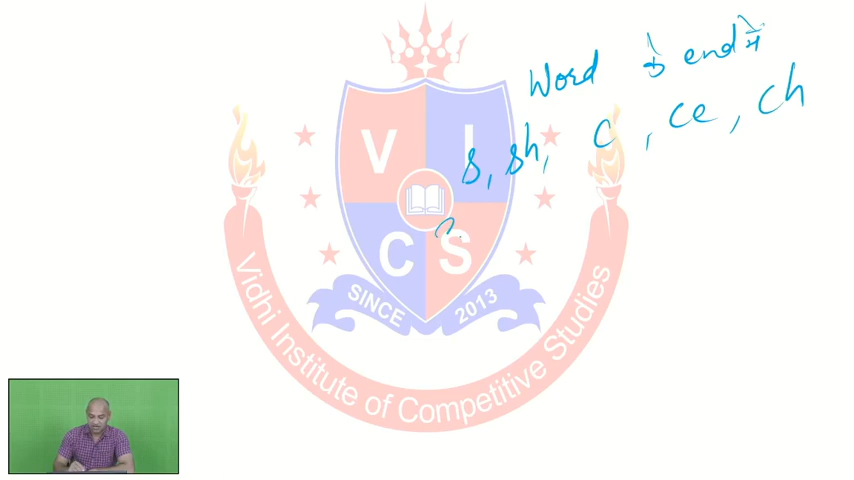 Word के end में
s, sh, c, ce, ch
V I
C S
SINCE 2013
Vidhi Institute of Competitive Studies